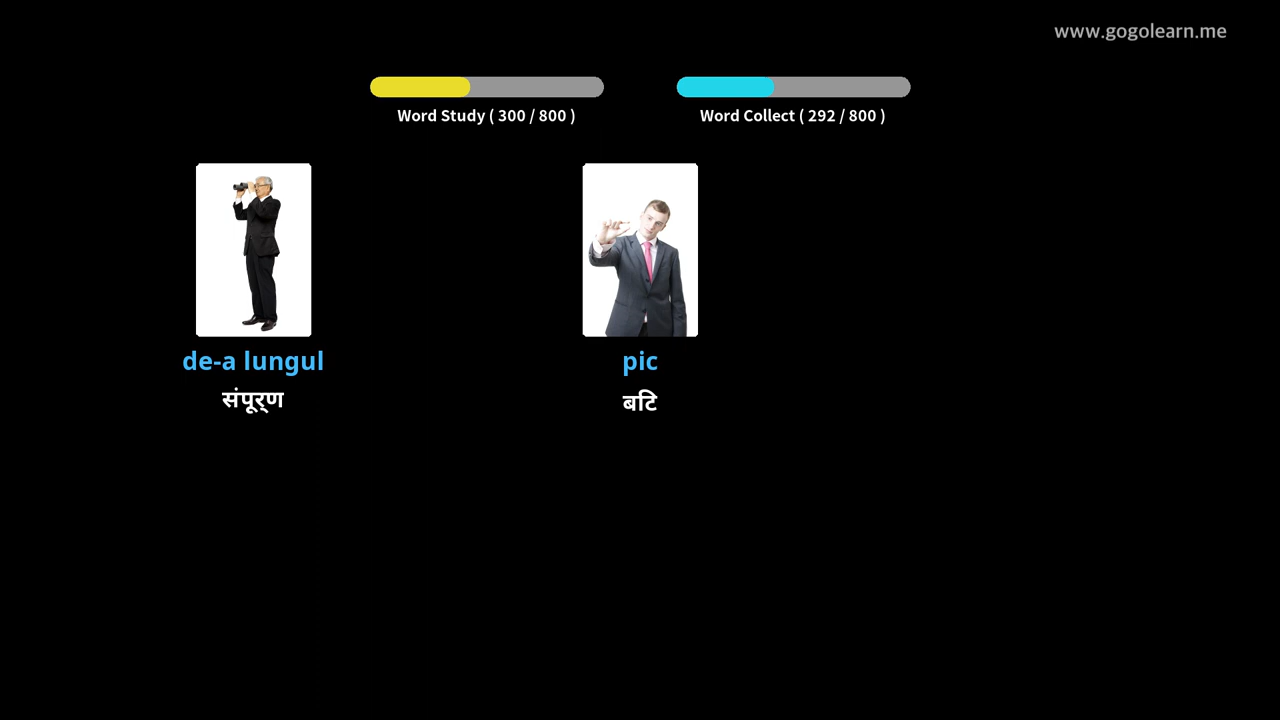 www.gogolearn.me
Word Study ( 300 / 800 )
Word Collect ( 292 / 800 )
de-a lungul
संपूर्ण
pic
बटि